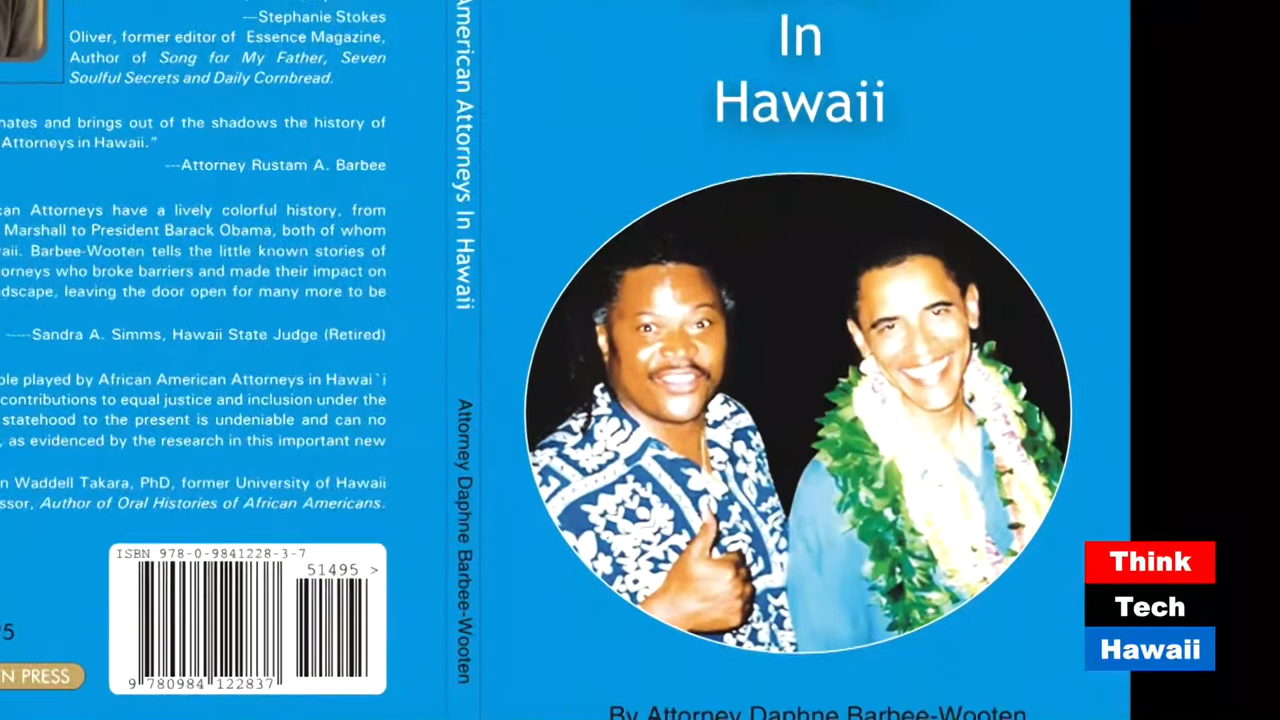 ---Stephanie Stokes
Oliver, former editor of Essence Magazine,
Author of Song for My Father, Seven
Soulful Secrets and Daily Cornbread.
and brings out of the shadows the history of
Attorneys in Hawaii."
---Attorney Rustam A. Barbee
Attorneys have a lively colorful history, from
Marshall to President Barack Obama, both of whom
Barbee-Wooten tells the little known stories of
who broke barriers and made their impact on
leaving the door open for many more to be
----Sandra A. Simms, Hawaii State Judge (Retired)
played by African American Attorneys in Hawai`i
contributions to equal justice and inclusion under the
statehood to the present is undeniable and can no
, as evidenced by the research in this important new
Waddell Takara, PhD, former University of Hawaii
Author of Oral Histories of African Americans.
ISBN 978-0-9841228-3-7
51495 >
9 780984 122837
PRESS
American Attorneys In Hawaii
Attorney Daphne Barbee-Wooten
In
Hawaii
By Attorney Daphne Barbee-Wooten
Think
Tech
Hawaii